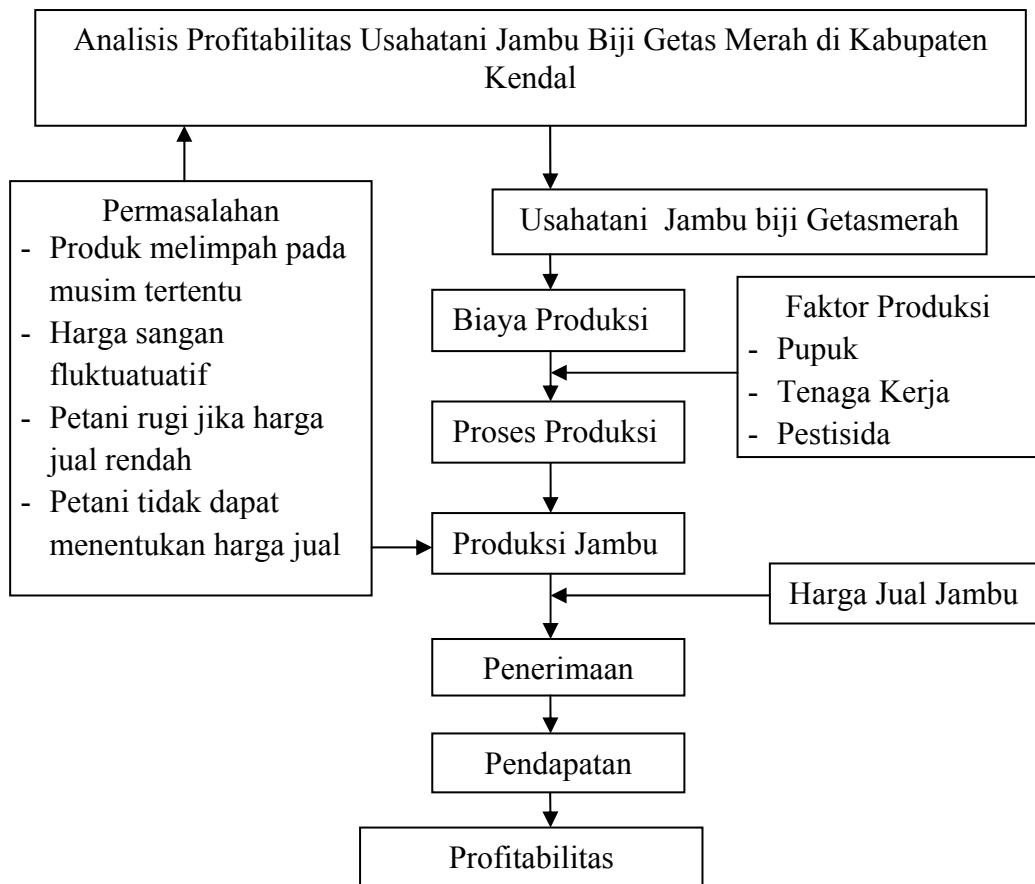 Analisis Profitabilitas Usahatani Jambu Biji Getas Merah di Kabupaten
Kendal
Permasalahan
- Produk melimpah pada
musim tertentu
- Harga sangan
fluktuatuatif
- Petani rugi jika harga
jual rendah
- Petani tidak dapat
menentukan harga jual
Usahatani Jambu biji Getasmerah
Biaya Produksi
Faktor Produksi
- Pupuk
- Tenaga Kerja
- Pestisida
Proses Produksi
Produksi Jambu
Harga Jual Jambu
Penerimaan
Pendapatan
Profitabilitas